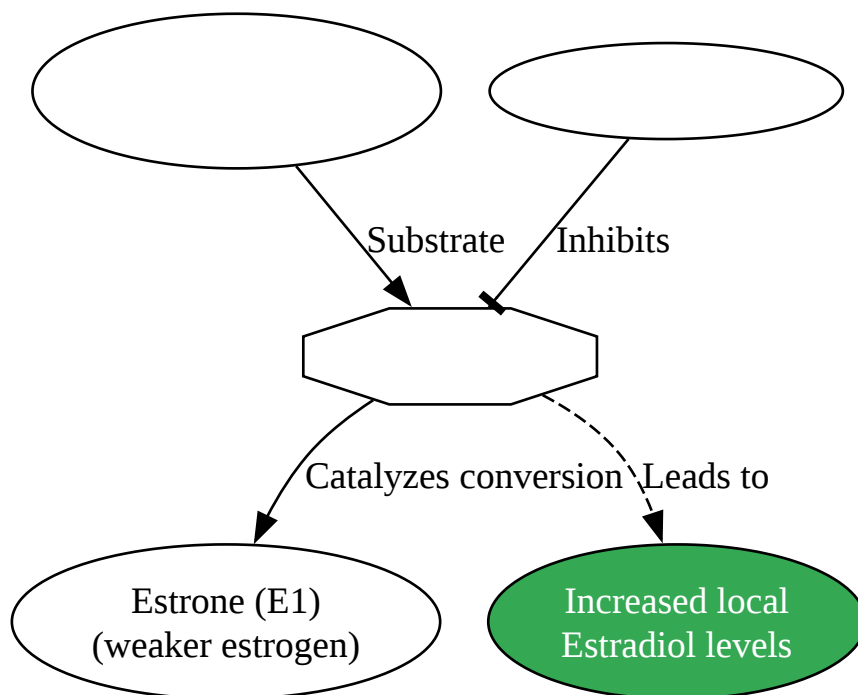 Substrate
Inhibits
Catalyzes conversion
Leads to
Estrone (E1)
(weaker estrogen)
Increased local
Estradiol levels